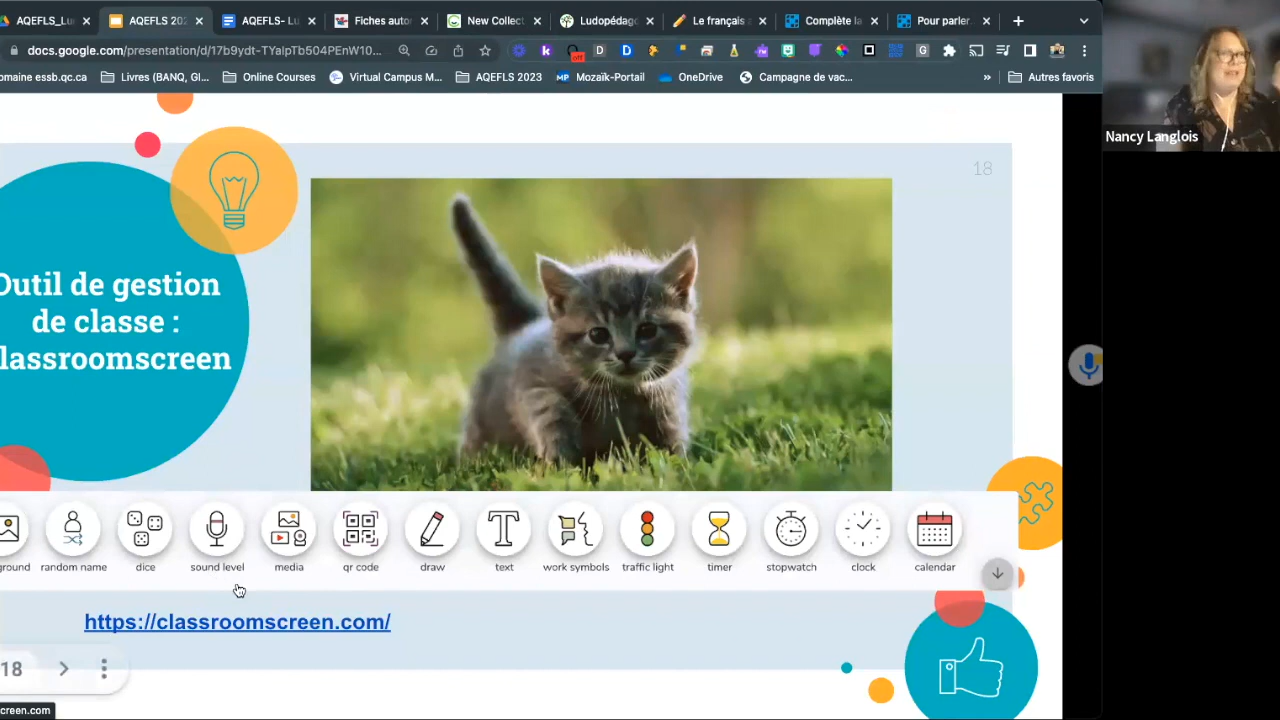 AQEFLS_Lu
AQEFLS 202
AQEFLS- Lu
Fiches auto
New Collect
Ludopédago
Le français a
Complète la
Pour parler.
docs.google.com/presentation/d/17b9ydt-TYalpTb504PEnW10...
off
omaine essb.qc.ca
Livres (BANQ, GI...
Online Courses
Virtual Campus M...
AQEFLS 2023
Mozaïk-Portail
OneDrive
Campagne de vac...
»
Autres favoris
Nancy Langlois
18
Outil de gestion
de classe :
lassroomscreen
ground
random name
dice
sound level
media
qr code
draw
text
work symbols
traffic light
timer
stopwatch
clock
calendar
https://classroomscreen.com/
18
creen.com/